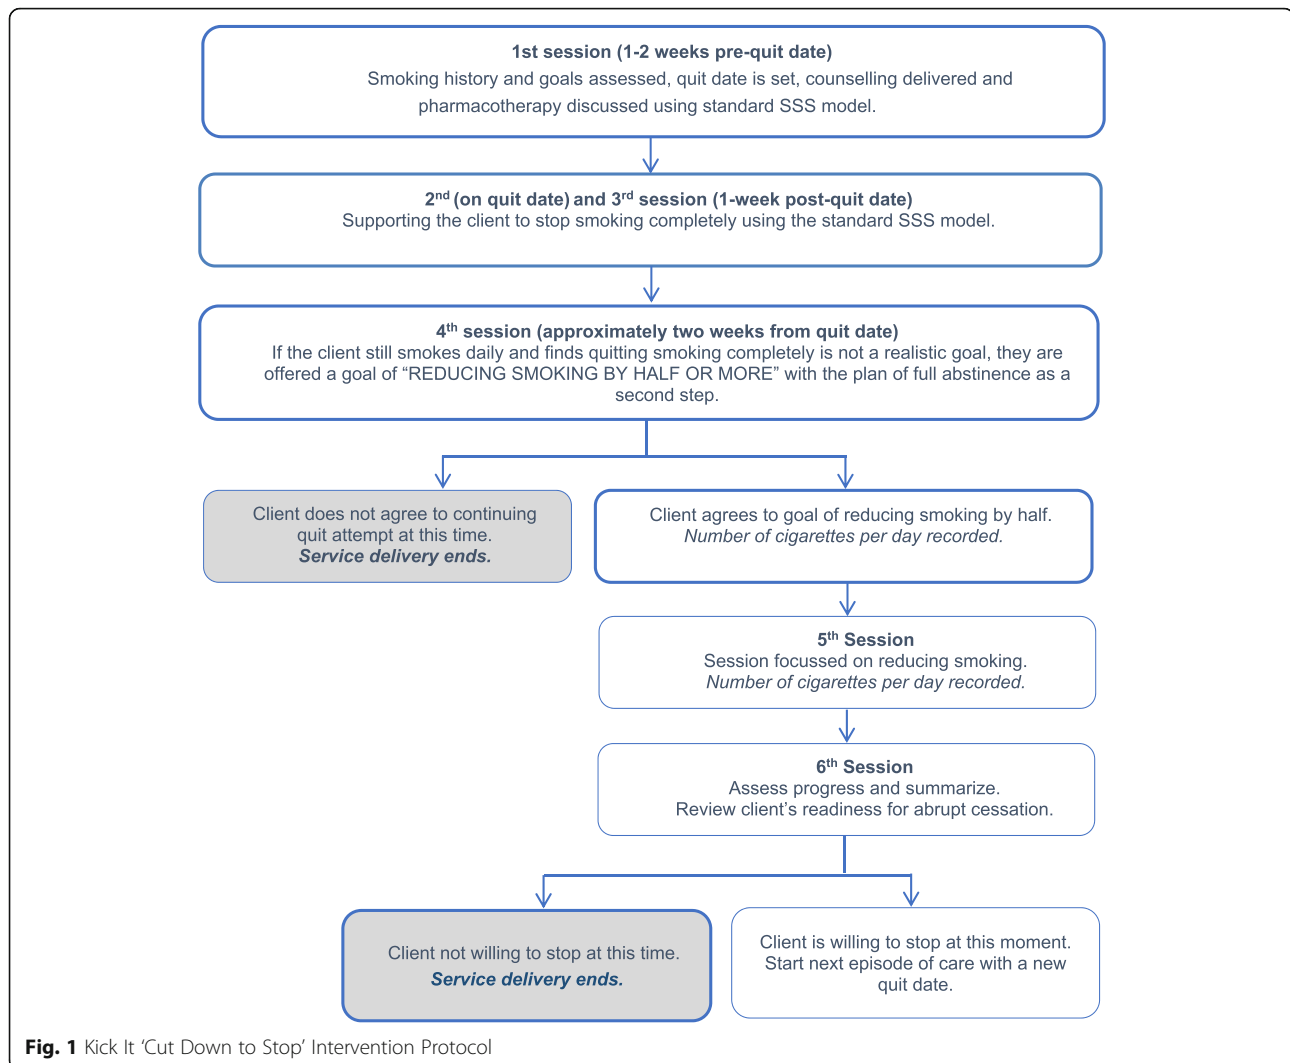 1st session (1-2 weeks pre-quit date)
Smoking history and goals assessed, quit date is set, counselling delivered and
pharmacotherapy discussed using standard SSS model.
2nd (on quit date) and 3rd session (1-week post-quit date)
Supporting the client to stop smoking completely using the standard SSS model.
4th session (approximately two weeks from quit date)
If the client still smokes daily and finds quitting smoking completely is not a realistic goal, they are
offered a goal of “REDUCING SMOKING BY HALF OR MORE” with the plan of full abstinence as a
second step.
Client does not agree to continuing
quit attempt at this time.
Service delivery ends.
Client agrees to goal of reducing smoking by half.
Number of cigarettes per day recorded.
5th Session
Session focussed on reducing smoking.
Number of cigarettes per day recorded.
6th Session
Assess progress and summarize.
Review client’s readiness for abrupt cessation.
Client not willing to stop at this time.
Service delivery ends.
Client is willing to stop at this moment.
Start next episode of care with a new
quit date.
Fig. 1 Kick It ‘Cut Down to Stop’ Intervention Protocol